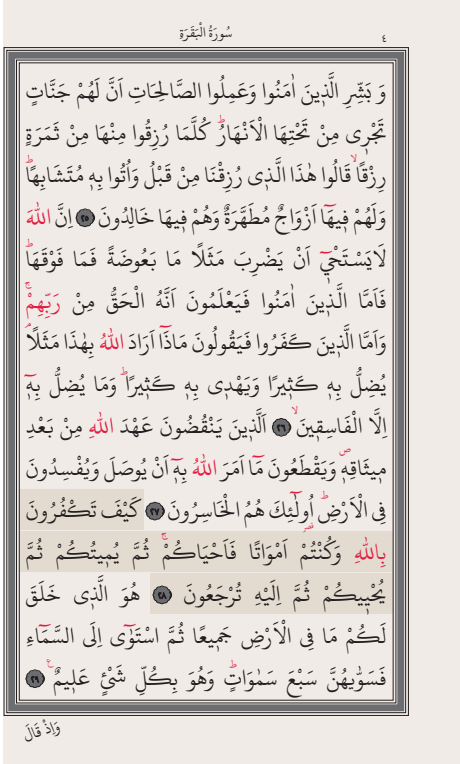 سُورَةُ الْبَقَرَةِ ٤
وَبَشِّرِ الَّذ۪ينَ اٰمَنُوا وَعَمِلُوا الصَّالِحَاتِ اَنَّ لَهُمْ جَنَّاتٍ
تَجْر۪ي مِنْ تَحْتِهَا الْاَنْهَارُۜ كُلَّمَا رُزِقُوا مِنْهَا مِنْ ثَمَرَةٍ
رِزْقًاۙ قَالُوا هٰذَا الَّذ۪ي رُزِقْنَا مِنْ قَبْلُ وَاُتُوا بِه۪ مُتَشَابِهًاۜ
وَلَهُمْ ف۪يهَٓا اَزْوَاجٌ مُطَهَّرَةٌ وَهُمْ ف۪يهَا خَالِدُونَ ﴿٢٥﴾ اِنَّ اللّٰهَ
لَا يَسْتَحْي۪ٓ اَنْ يَضْرِبَ مَثَلًا مَا بَعُوضَةً فَمَا فَوْقَهَاۜ
فَاَمَّا الَّذ۪ينَ اٰمَنُوا فَيَعْلَمُونَ اَنَّهُ الْحَقُّ مِنْ رَبِّهِمْۚ
وَاَمَّا الَّذ۪ينَ كَفَرُوا فَيَقُولُونَ مَاذَٓا اَرَادَ اللّٰهُ بِهٰذَا مَثَلًاۘ
يُضِلُّ بِه۪ كَث۪يرًا وَيَهْد۪ي بِه۪ كَث۪يرًاۜ وَمَا يُضِلُّ بِه۪ٓ
اِلَّا الْفَاسِق۪ينَۙ ﴿٢٦﴾ اَلَّذ۪ينَ يَنْقُضُونَ عَهْدَ اللّٰهِ مِنْ بَعْدِ
م۪يثَاقِه۪ۖ وَيَقْطَعُونَ مَٓا اَمَرَ اللّٰهُ بِه۪ٓ اَنْ يُوصَلَ وَيُفْسِدُونَ
فِي الْاَرْضِۜ اُو۬لٰٓئِكَ هُمُ الْخَاسِرُونَ ﴿٢٧﴾ كَيْفَ تَكْفُرُونَ
بِاللّٰهِ وَكُنْتُمْ اَمْوَاتًا فَاَحْيَاكُمْۚ ثُمَّ يُم۪يتُكُمْ ثُمَّ
يُحْي۪يكُمْ ثُمَّ اِلَيْهِ تُرْجَعُونَ ﴿٢٨﴾ هُوَ الَّذ۪ي خَلَقَ
لَكُمْ مَا فِي الْاَرْضِ جَم۪يعًا ثُمَّ اسْتَوٰٓى اِلَى السَّمَٓاءِ
فَسَوّٰيهُنَّ سَبْعَ سَمٰوَاتٍۜ وَهُوَ بِكُلِّ شَيْءٍ عَل۪يمٌ۟ ﴿٢٩﴾
وَاِذْ قَالَ